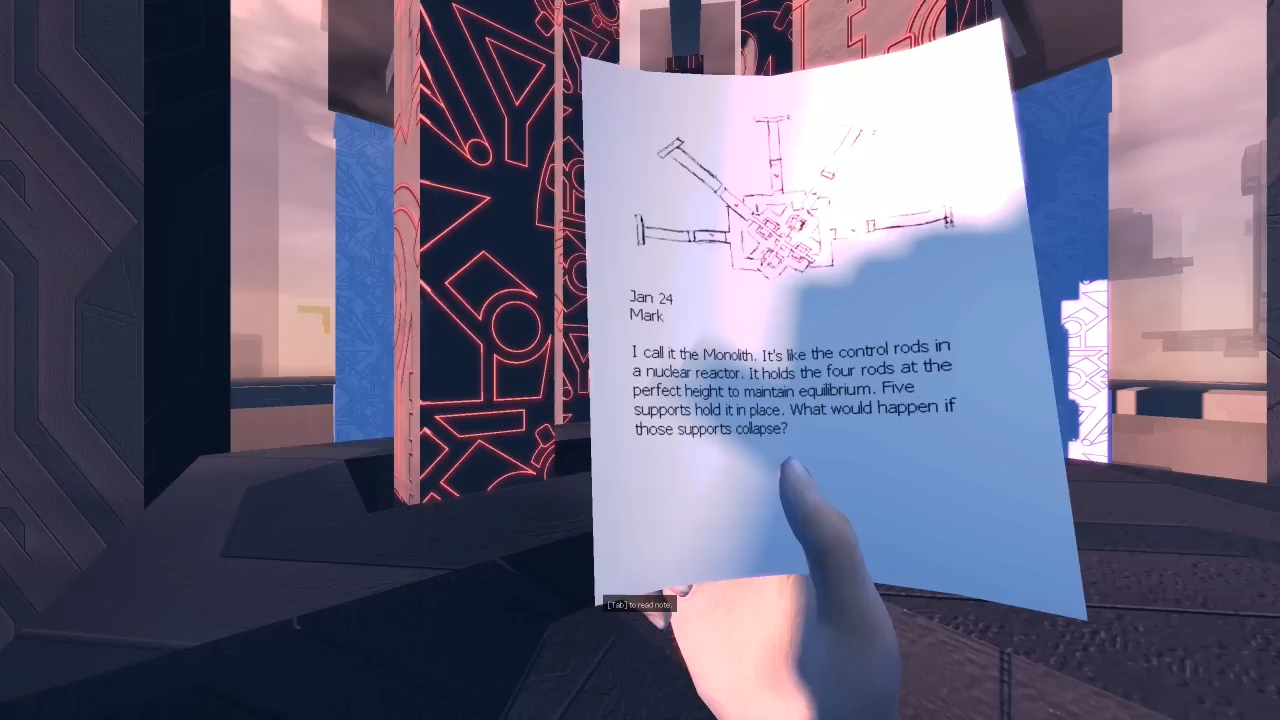 Jan 24
Mark
I call it the Monolith. It's like the control rods in
a nuclear reactor. It holds the four rods at the
perfect height to maintain equilibrium. Five
supports hold it in place. What would happen if
those supports collapse?
[Tab] to read note.